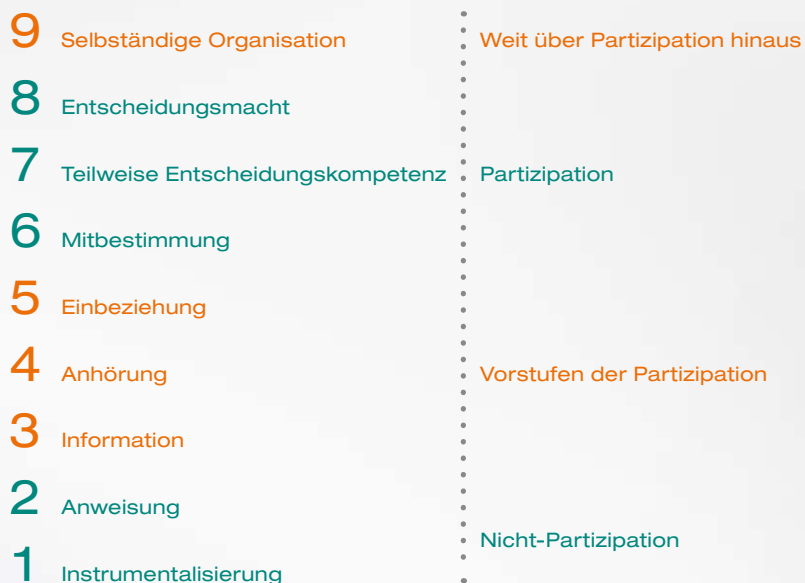 9 Selbständige Organisation Weit über Partizipation hinaus
8 Entscheidungsmacht
7 Teilweise Entscheidungskompetenz Partizipation
6 Mitbestimmung
5 Einbeziehung
4 Anhörung Vorstufen der Partizipation
3 Information
2 Anweisung
Nicht-Partizipation
1 Instrumentalisierung